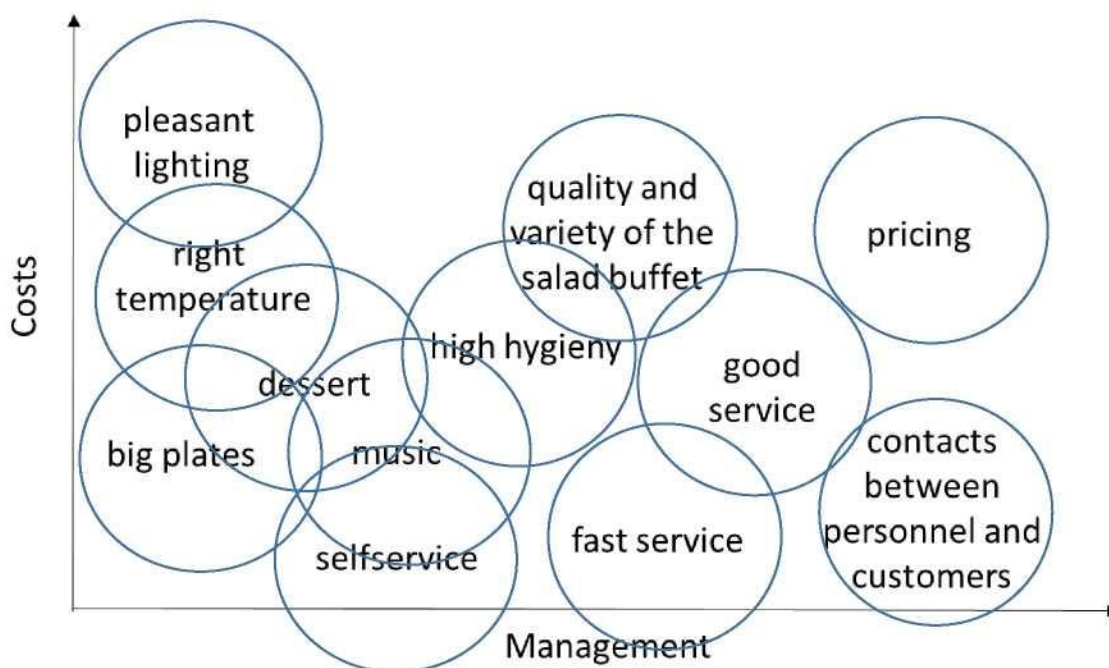 pleasant
lighting
right
temperature
dessert
big plates
music
selfservice
high hygieny
quality and
variety of the
salad buffet
good
service
fast service
pricing
contacts
between
personnel and
customers
Costs
Management